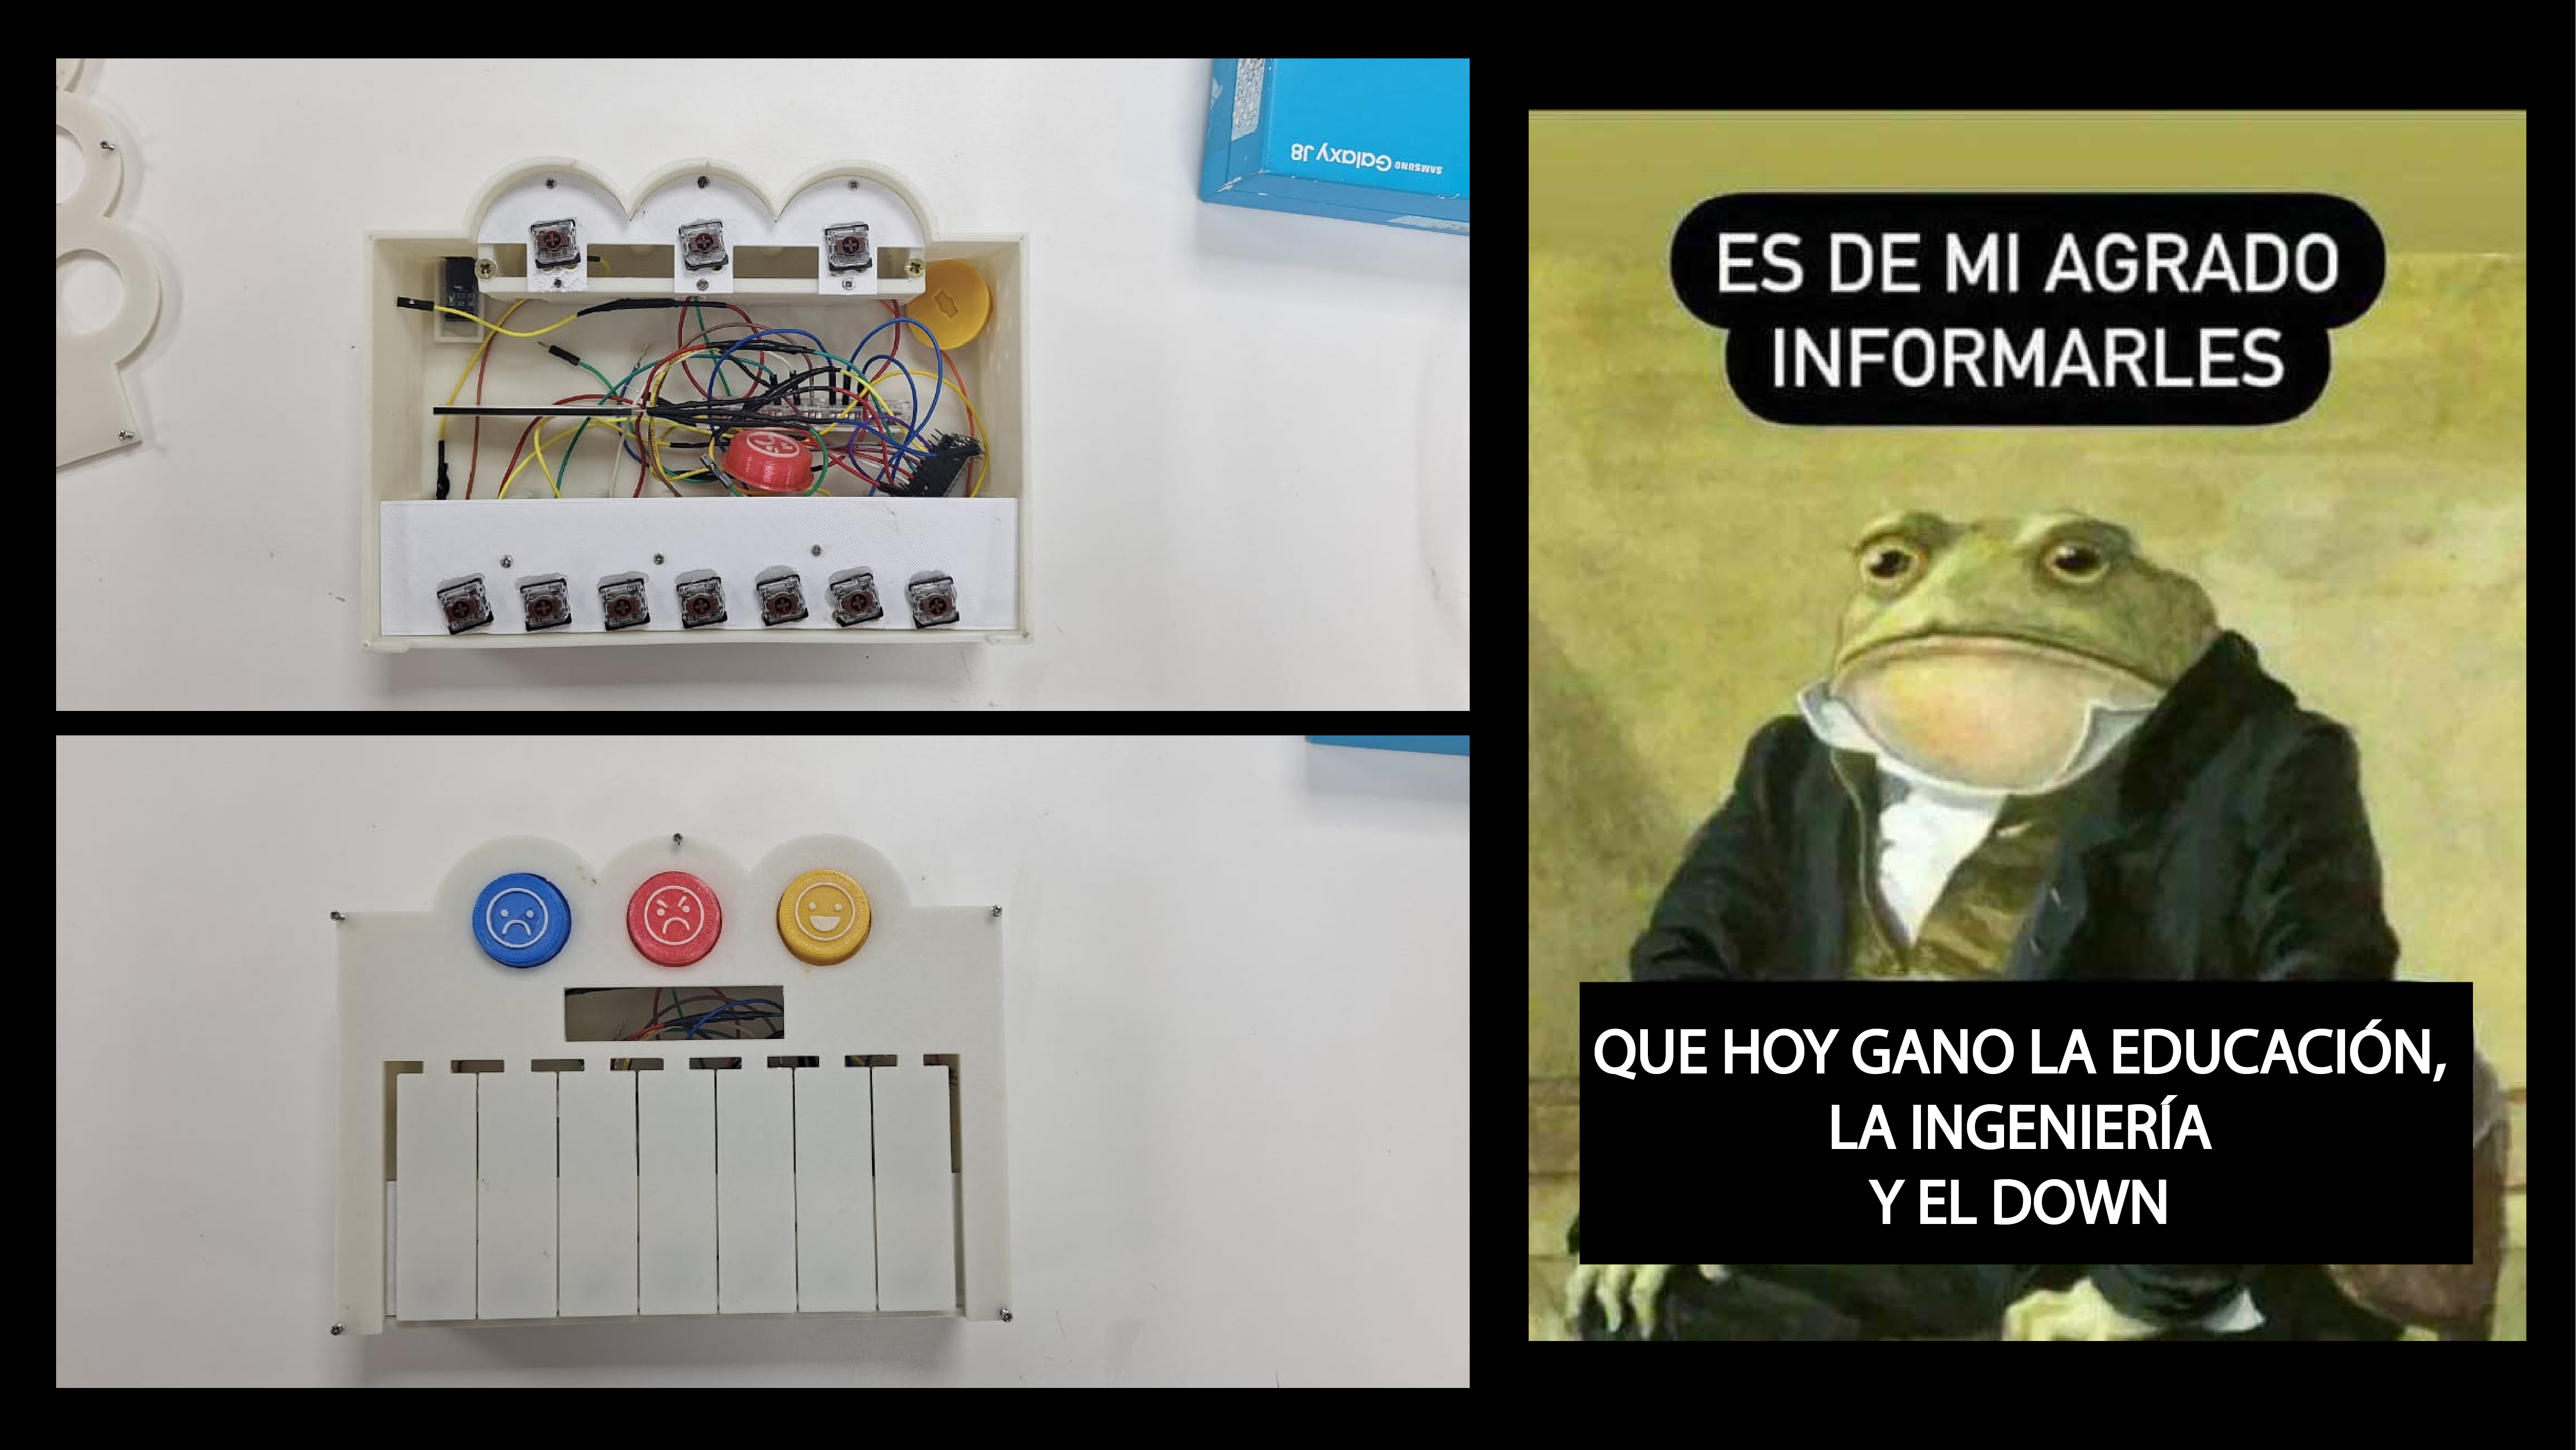 SAMSUNG Galaxy J8
ES DE MI AGRADO
INFORMARLES
QUE HOY GANO LA EDUCACIÓN,
LA INGENIERÍA
Y EL DOWN